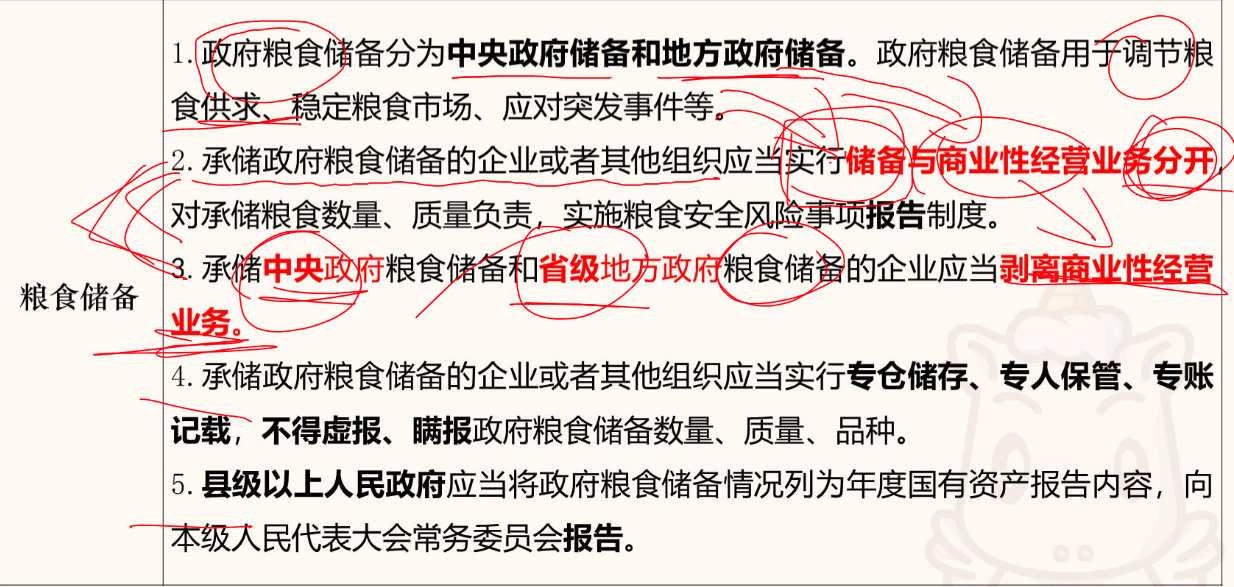 粮食储备
1. 政府粮食储备分为中央政府储备和地方政府储备。政府粮食储备用于调节粮
食供求、稳定粮食市场、应对突发事件等。
2. 承储政府粮食储备的企业或者其他组织应当实行储备与商业性经营业务分开，
对承储粮食数量、质量负责，实施粮食安全风险事项报告制度。
3. 承储中央政府粮食储备和省级地方政府粮食储备的企业应当剥离商业性经营
业务。
4. 承储政府粮食储备的企业或者其他组织应当实行专仓储存、专人保管、专账
记载，不得虚报、瞒报政府粮食储备数量、质量、品种。
5. 县级以上人民政府应当将政府粮食储备情况列为年度国有资产报告内容，向
本级人民代表大会常务委员会报告。